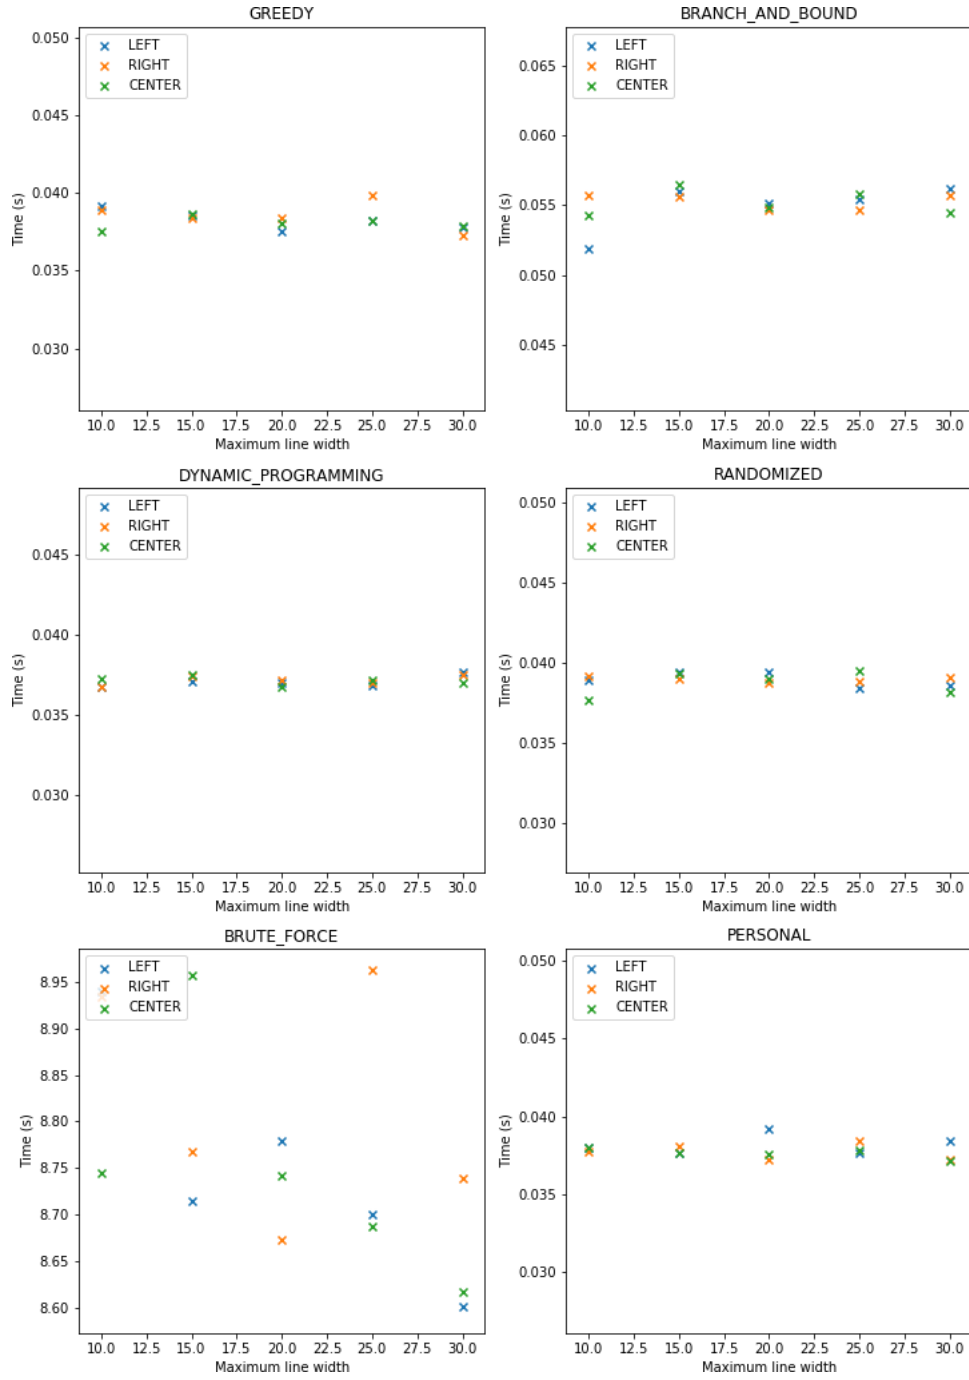 GREEDY
0.050
0.045
0.040
0.035
0.030
Time (s)
LEFT
RIGHT
CENTER
10.0 12.5 15.0 17.5 20.0 22.5 25.0 27.5 30.0
Maximum line width
BRANCH_AND_BOUND
0.065
0.060
0.055
0.050
0.045
Time (s)
LEFT
RIGHT
CENTER
10.0 12.5 15.0 17.5 20.0 22.5 25.0 27.5 30.0
Maximum line width
DYNAMIC_PROGRAMMING
0.045
0.040
0.035
0.030
Time (s)
LEFT
RIGHT
CENTER
10.0 12.5 15.0 17.5 20.0 22.5 25.0 27.5 30.0
Maximum line width
RANDOMIZED
0.050
0.045
0.040
0.035
0.030
Time (s)
LEFT
RIGHT
CENTER
10.0 12.5 15.0 17.5 20.0 22.5 25.0 27.5 30.0
Maximum line width
BRUTE_FORCE
8.95
8.90
8.85
8.80
8.75
8.70
8.65
8.60
Time (s)
LEFT
RIGHT
CENTER
10.0 12.5 15.0 17.5 20.0 22.5 25.0 27.5 30.0
Maximum line width
PERSONAL
0.050
0.045
0.040
0.035
0.030
Time (s)
LEFT
RIGHT
CENTER
10.0 12.5 15.0 17.5 20.0 22.5 25.0 27.5 30.0
Maximum line width